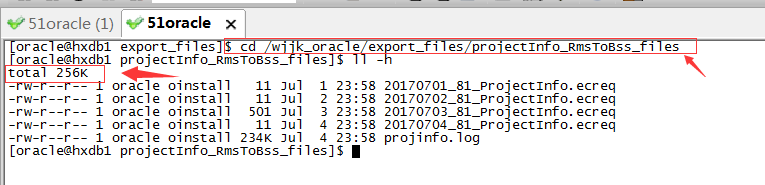 51oracle (1)
51oracle x
[oracle@hxdb1 export_files]$ cd /wjjk_oracle/export_files/projectInfo_RmsToBss_files
[oracle@hxdb1 projectInfo_RmsToBss_files]$ ll -h
total 256K
-rw-r--r-- 1 oracle oinstall   11 Jul  1 23:58 20170701_81_ProjectInfo.ecreq
-rw-r--r-- 1 oracle oinstall   11 Jul  2 23:58 20170702_81_ProjectInfo.ecreq
-rw-r--r-- 1 oracle oinstall  501 Jul  3 23:58 20170703_81_ProjectInfo.ecreq
-rw-r--r-- 1 oracle oinstall   11 Jul  4 23:58 20170704_81_ProjectInfo.ecreq
-rw-r--r-- 1 oracle oinstall 234K Jul  4 23:58 projinfo.log
[oracle@hxdb1 projectInfo_RmsToBss_files]$